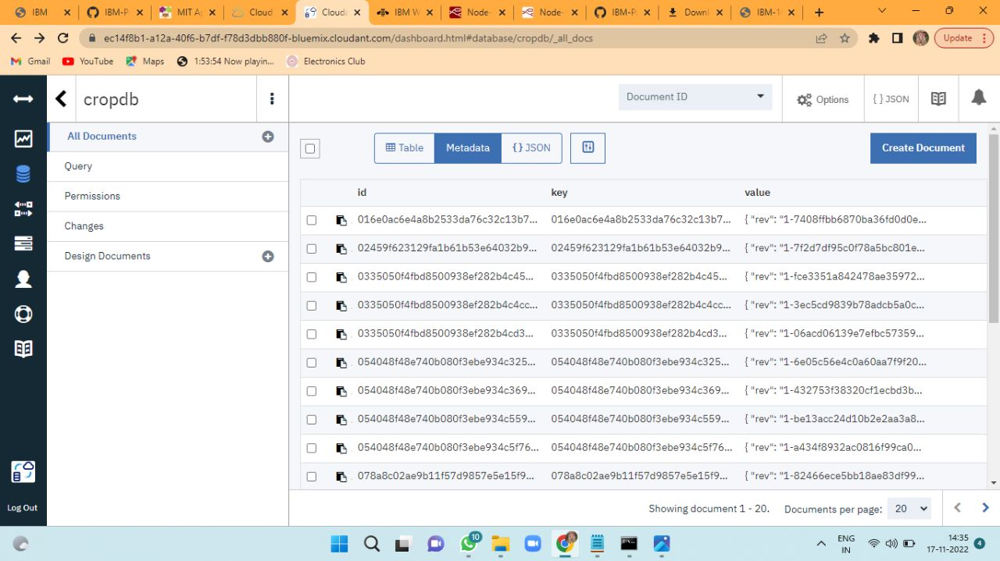 IBM
IBM-P
MIT Ap
Cloud
Clouda
IBM W
Node-
Node-
IBM-P
Downl
IBM-1
ec14f8b1-a12a-40f6-b7df-f78d3dbb880f-bluemix.cloudant.com/dashboard.html#database/cropdb/_all_docs
Update
Gmail
YouTube
Maps
1:53:54 Now playin...
Electronics Club
cropdb
Document ID
Options
{ } JSON
All Documents
Query
Permissions
Changes
Design Documents
Log Out
Table
Metadata
{ } JSON
Create Document
id key value
016e0ac6e4a8b2533da76c32c13b7... 016e0ac6e4a8b2533da76c32c13b7... { "rev": "1-7408ffbb6870ba36fd0d0e...
02459f623129fa1b61b53e64032b9... 02459f623129fa1b61b53e64032b9... { "rev": "1-7f2d7df95c0f78a5bc801e...
0335050f4fbd8500938ef282b4c45... 0335050f4fbd8500938ef282b4c45... { "rev": "1-fce3351a842478ae35972...
0335050f4fbd8500938ef282b4c4cc... 0335050f4fbd8500938ef282b4c4cc... { "rev": "1-3ec5cd9839b78adcb5a0c...
0335050f4fbd8500938ef282b4cd3... 0335050f4fbd8500938ef282b4cd3... { "rev": "1-06acd06139e7efbc57359...
054048f48e740b080f3ebe934c325... 054048f48e740b080f3ebe934c325... { "rev": "1-6e05c56e4c0a60aa7f9f20...
054048f48e740b080f3ebe934c369... 054048f48e740b080f3ebe934c369... { "rev": "1-432753f38320cf1ecbd3b...
054048f48e740b080f3ebe934c559... 054048f48e740b080f3ebe934c559... { "rev": "1-be13acc24d10b2e2aa3a8...
054048f48e740b080f3ebe934c5f76... 054048f48e740b080f3ebe934c5f76... { "rev": "1-a434f8932ac0816f99ca0...
078a8c02ae9b11f57d9857e5e15f9... 078a8c02ae9b11f57d9857e5e15f9... { "rev": "1-82466ece5bb18ae83df99...
Showing document 1 - 20.
Documents per page: 20
10
ENG
IN
14:35
17-11-2022
4